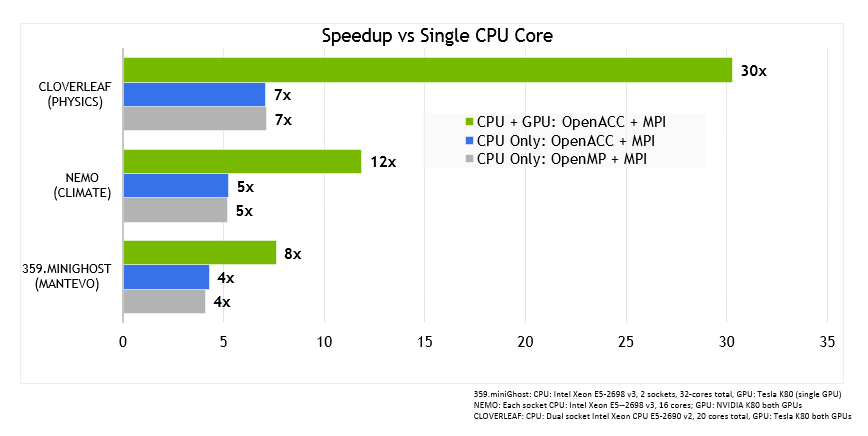 Speedup vs Single CPU Core
CLOVERLEAF
(PHYSICS)
30x
7x
7x
CPU + GPU: OpenACC + MPI
CPU Only: OpenACC + MPI
CPU Only: OpenMP + MPI
NEMO
(CLIMATE)
12x
5x
5x
359.MINIGHOST
(MANTEVO)
8x
4x
4x
0 5 10 15 20 25 30 35
359.miniGhost: CPU: Intel Xeon E5-2698 v3, 2 sockets, 32-cores total, GPU: Tesla K80 (single GPU)
NEMO: Each socket CPU: Intel Xeon E5--2698 v3, 16 cores; GPU: NVIDIA K80 both GPUs
CLOVERLEAF: CPU: Dual socket Intel Xeon CPU E5-2690 v2, 20 cores total, GPU: Tesla K80 both GPUs